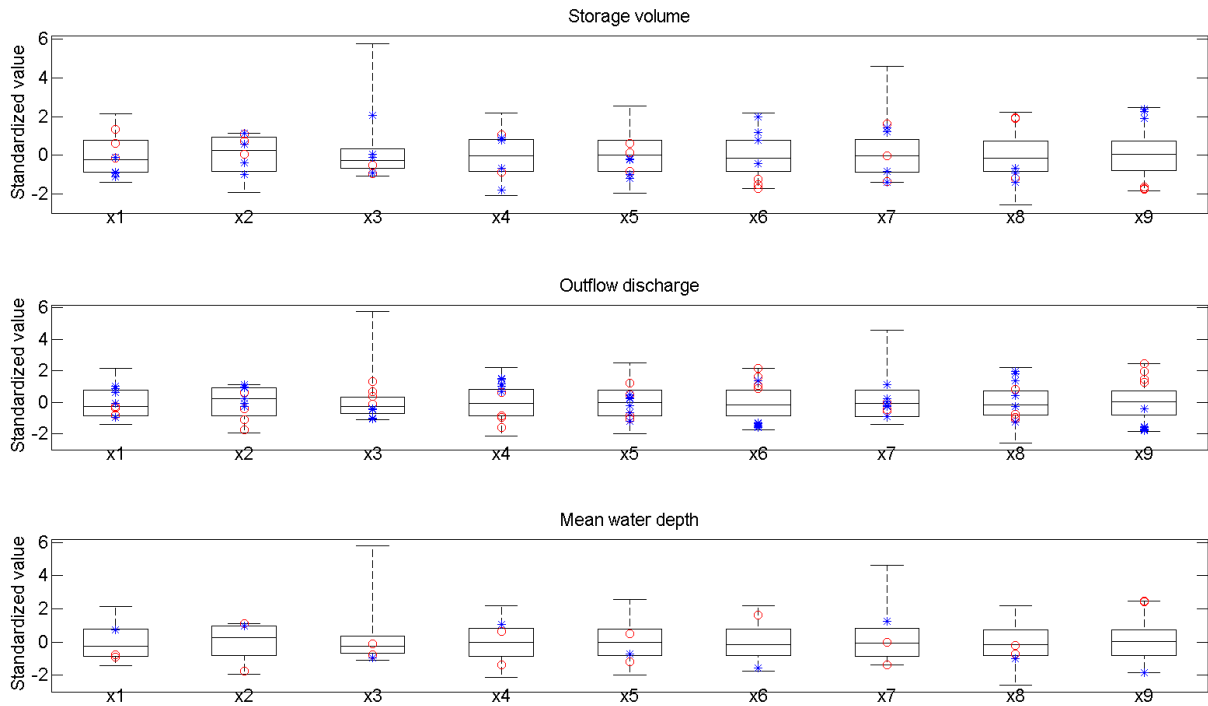 Storage volume
Standardized value
6
4
2
0
-2
x1 x2 x3 x4 x5 x6 x7 x8 x9
Outflow discharge
Standardized value
6
4
2
0
-2
x1 x2 x3 x4 x5 x6 x7 x8 x9
Mean water depth
Standardized value
6
4
2
0
-2
x1 x2 x3 x4 x5 x6 x7 x8 x9